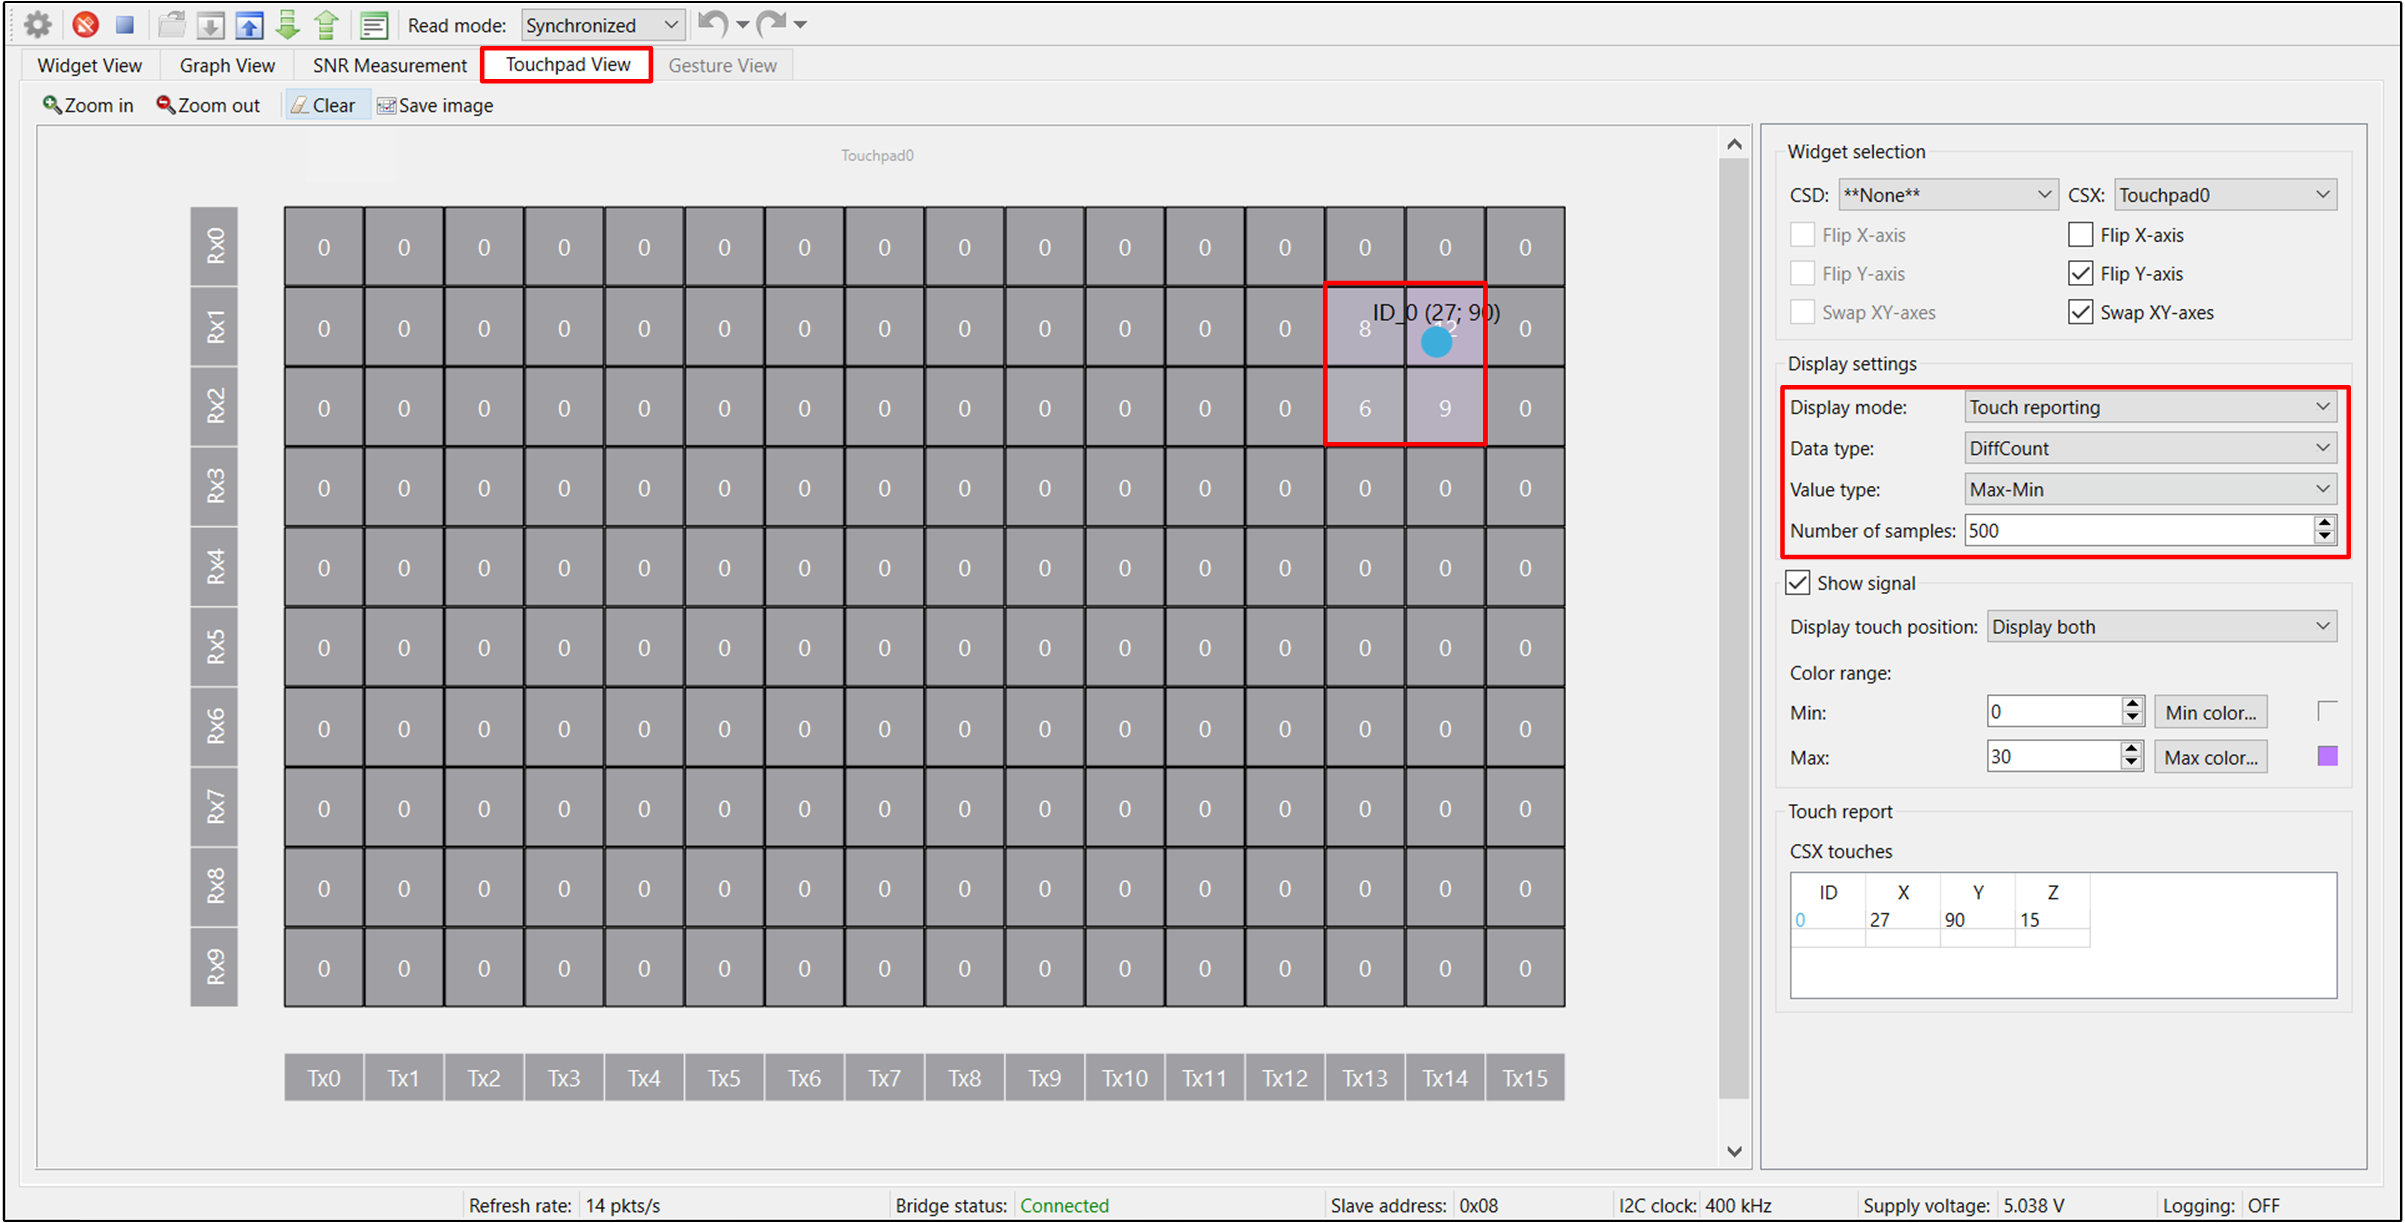 Read mode: Synchronized
Widget View Graph View SNR Measurement Touchpad View Gesture View
Zoom in Zoom out Clear Save image
Touchpad0
Rx0 0 0 0 0 0 0 0 0 0 0 0 0 0 0 0 0
ID_0 (27; 90)
Rx1 0 0 0 0 0 0 0 0 0 0 0 0 0 8 12 0
Rx2 0 0 0 0 0 0 0 0 0 0 0 0 0 6 9 0
Rx3 0 0 0 0 0 0 0 0 0 0 0 0 0 0 0 0
Rx4 0 0 0 0 0 0 0 0 0 0 0 0 0 0 0 0
Rx5 0 0 0 0 0 0 0 0 0 0 0 0 0 0 0 0
Rx6 0 0 0 0 0 0 0 0 0 0 0 0 0 0 0 0
Rx7 0 0 0 0 0 0 0 0 0 0 0 0 0 0 0 0
Rx8 0 0 0 0 0 0 0 0 0 0 0 0 0 0 0 0
Rx9 0 0 0 0 0 0 0 0 0 0 0 0 0 0 0 0
Tx0 Tx1 Tx2 Tx3 Tx4 Tx5 Tx6 Tx7 Tx8 Tx9 Tx10 Tx11 Tx12 Tx13 Tx14 Tx15
Widget selection
CSD: **None** CSX: Touchpad0
Flip X-axis Flip X-axis
Flip Y-axis Flip Y-axis
Swap XY-axes Swap XY-axes
Display settings
Display mode: Touch reporting
Data type: DiffCount
Value type: Max-Min
Number of samples: 500
Show signal
Display touch position: Display both
Color range:
Min: 0 Min color...
Max: 30 Max color...
Touch report
CSX touches
ID X Y Z
0 27 90 15
Refresh rate: 14 pkts/s Bridge status: Connected Slave address: 0x08 I2C clock: 400 kHz Supply voltage: 5.038 V Logging: OFF